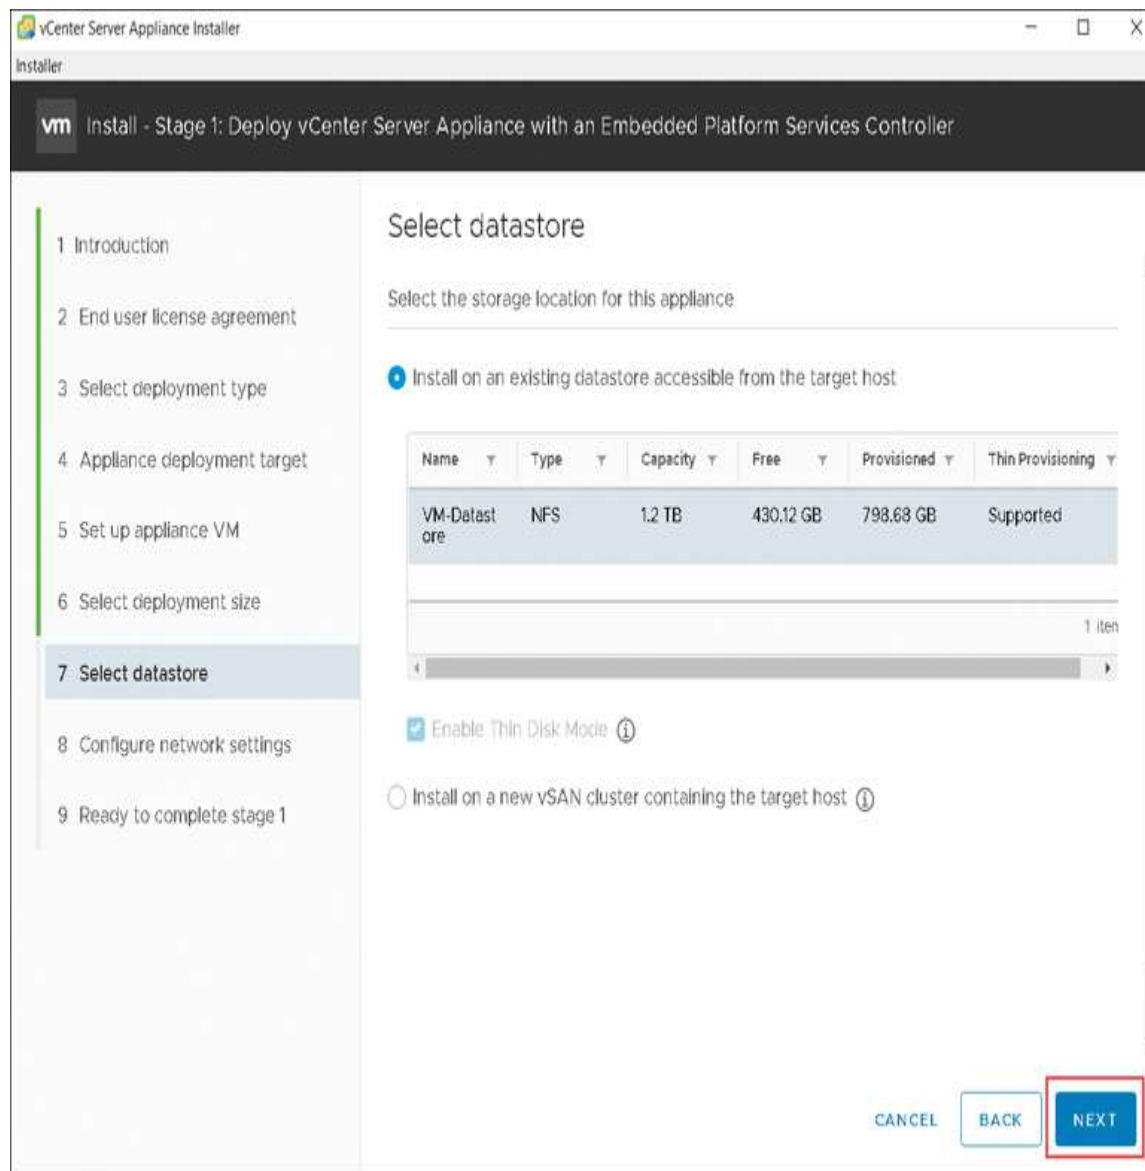 vCenter Server Appliance Installer
Installer
vm Install - Stage 1: Deploy vCenter Server Appliance with an Embedded Platform Services Controller
1 Introduction
2 End user license agreement
3 Select deployment type
4 Appliance deployment target
5 Set up appliance VM
6 Select deployment size
7 Select datastore
8 Configure network settings
9 Ready to complete stage 1
Select datastore
Select the storage location for this appliance
Install on an existing datastore accessible from the target host
Name Type Capacity Free Provisioned Thin Provisioning
VM-Datast NFS 1.2 TB 430.12 GB 798.68 GB Supported
ore
1 iten
Enable Thin Disk Mode
Install on a new vSAN cluster containing the target host
CANCEL BACK NEXT